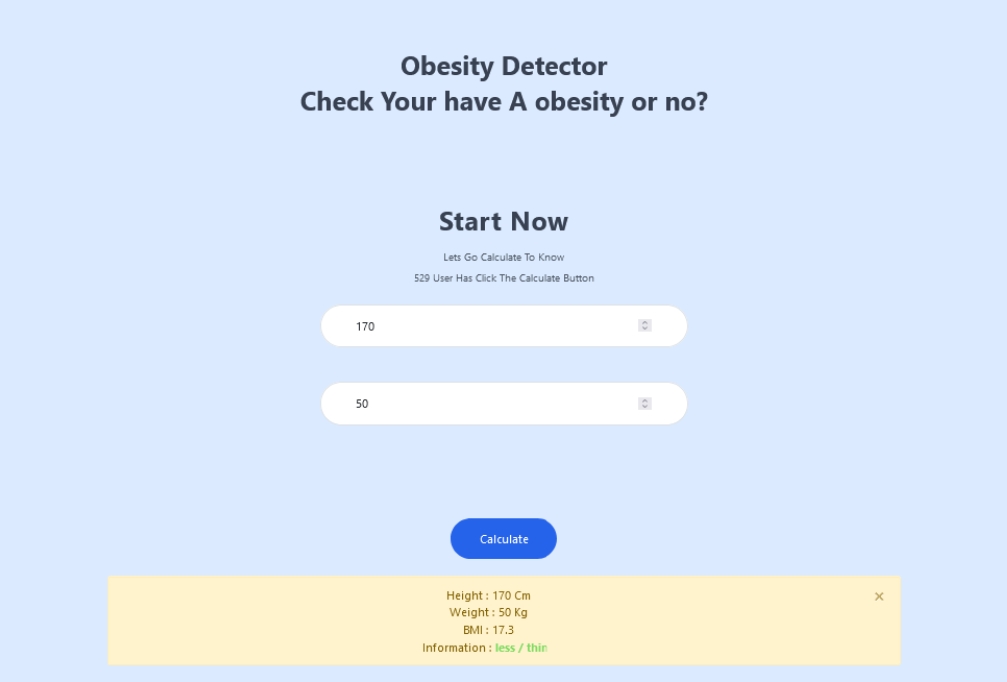 Obesity Detector
Check Your have A obesity or no?
Start Now
Lets Go Calculate To Know
529 User Has Click The Calculate Button
170
50
Calculate
Height : 170 Cm
Weight : 50 Kg
BMI : 17.3
Information : less / thin